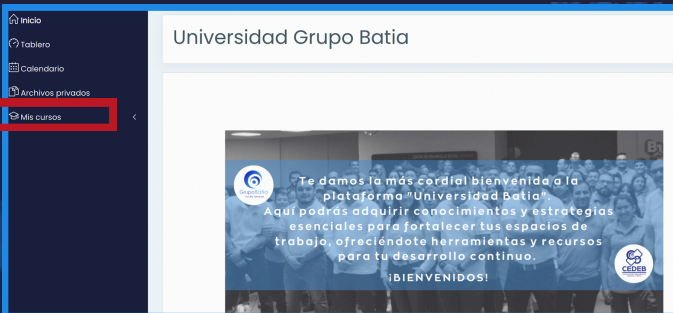 Inicio
Tablero
Calendario
Archivos privados
Mis cursos
Universidad Grupo Batia
GrupoBatia
Te damos la más cordial bienvenida a la
plataforma "Universidad Batia".
Aquí podrás adquirir conocimientos y estrategias
esenciales para fortalecer tus espacios de
trabajo, ofreciéndote herramientas y recursos
para tu desarrollo continuo.
¡BIENVENIDOS!
CEDEB